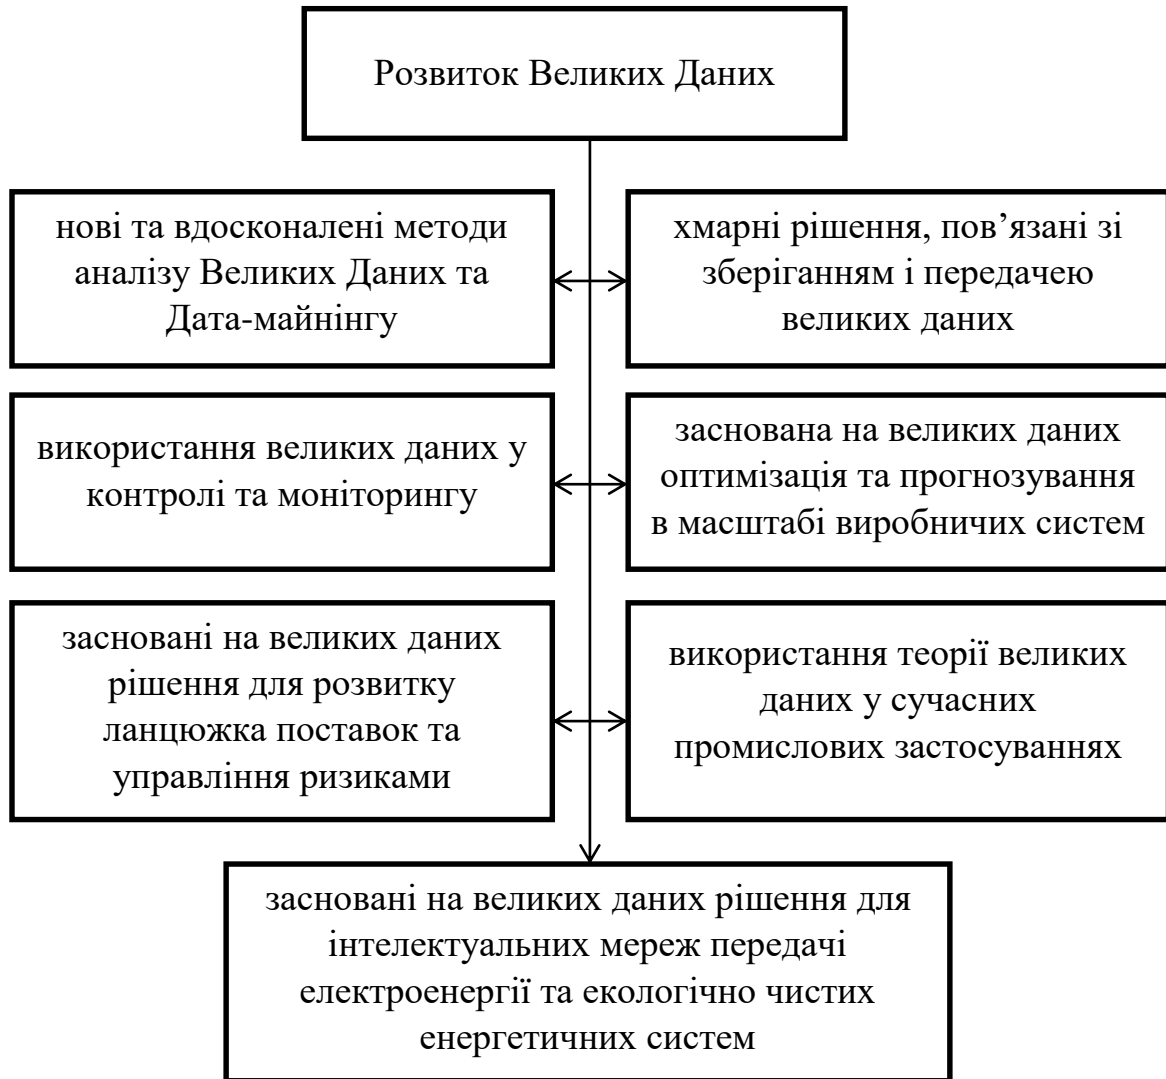 Розвиток Великих Даних
нові та вдосконалені методи
аналізу Великих Даних та
Дата-майнінгу
хмарні рішення, пов’язані зі
зберіганням і передачею
великих даних
використання великих даних у
контролі та моніторингу
заснована на великих даних
оптимізація та прогнозування
в масштабі виробничих систем
засновані на великих даних
рішення для розвитку
ланцюжка поставок та
управління ризиками
використання теорії великих
даних у сучасних
промислових застосуваннях
засновані на великих даних рішення для
інтелектуальних мереж передачі
електроенергії та екологічно чистих
енергетичних систем